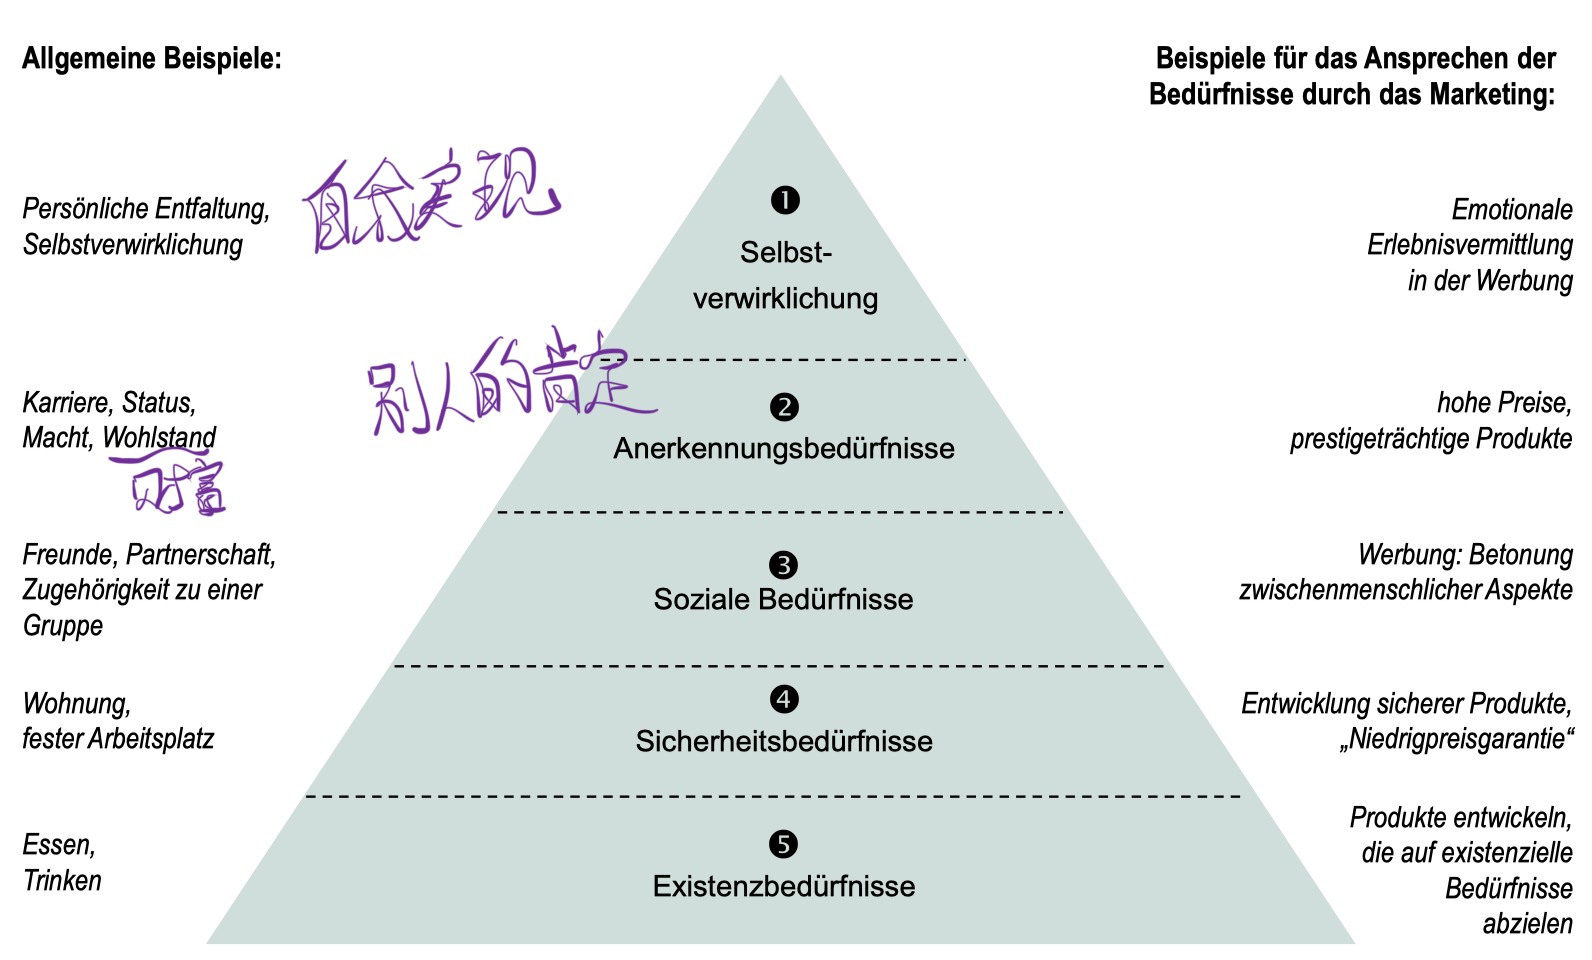 Allgemeine Beispiele:
Beispiele für das Ansprechen der
Bedürfnisse durch das Marketing:
Persönliche Entfaltung,
Selbstverwirklichung
自我实现
❶
Selbst-
verwirklichung
Emotionale
Erlebnisvermittlung
in der Werbung
Karriere, Status,
Macht, Wohlstand
财富
别人的肯定
❷
Anerkennungsbedürfnisse
hohe Preise,
prestigeträchtige Produkte
Freunde, Partnerschaft,
Zugehörigkeit zu einer
Gruppe
❸
Soziale Bedürfnisse
Werbung: Betonung
zwischenmenschlicher Aspekte
Wohnung,
fester Arbeitsplatz
❹
Sicherheitsbedürfnisse
Entwicklung sicherer Produkte,
„Niedrigpreisgarantie“
Essen,
Trinken
❺
Existenzbedürfnisse
Produkte entwickeln,
die auf existenzielle
Bedürfnisse
abzielen